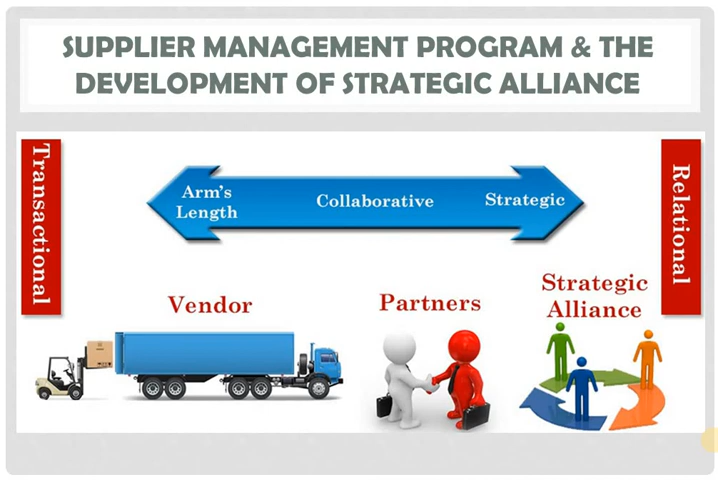 SUPPLIER MANAGEMENT PROGRAM & THE
DEVELOPMENT OF STRATEGIC ALLIANCE
Transactional
Arm's
Length
Collaborative
Strategic
Relational
Vendor
Partners
Strategic
Alliance